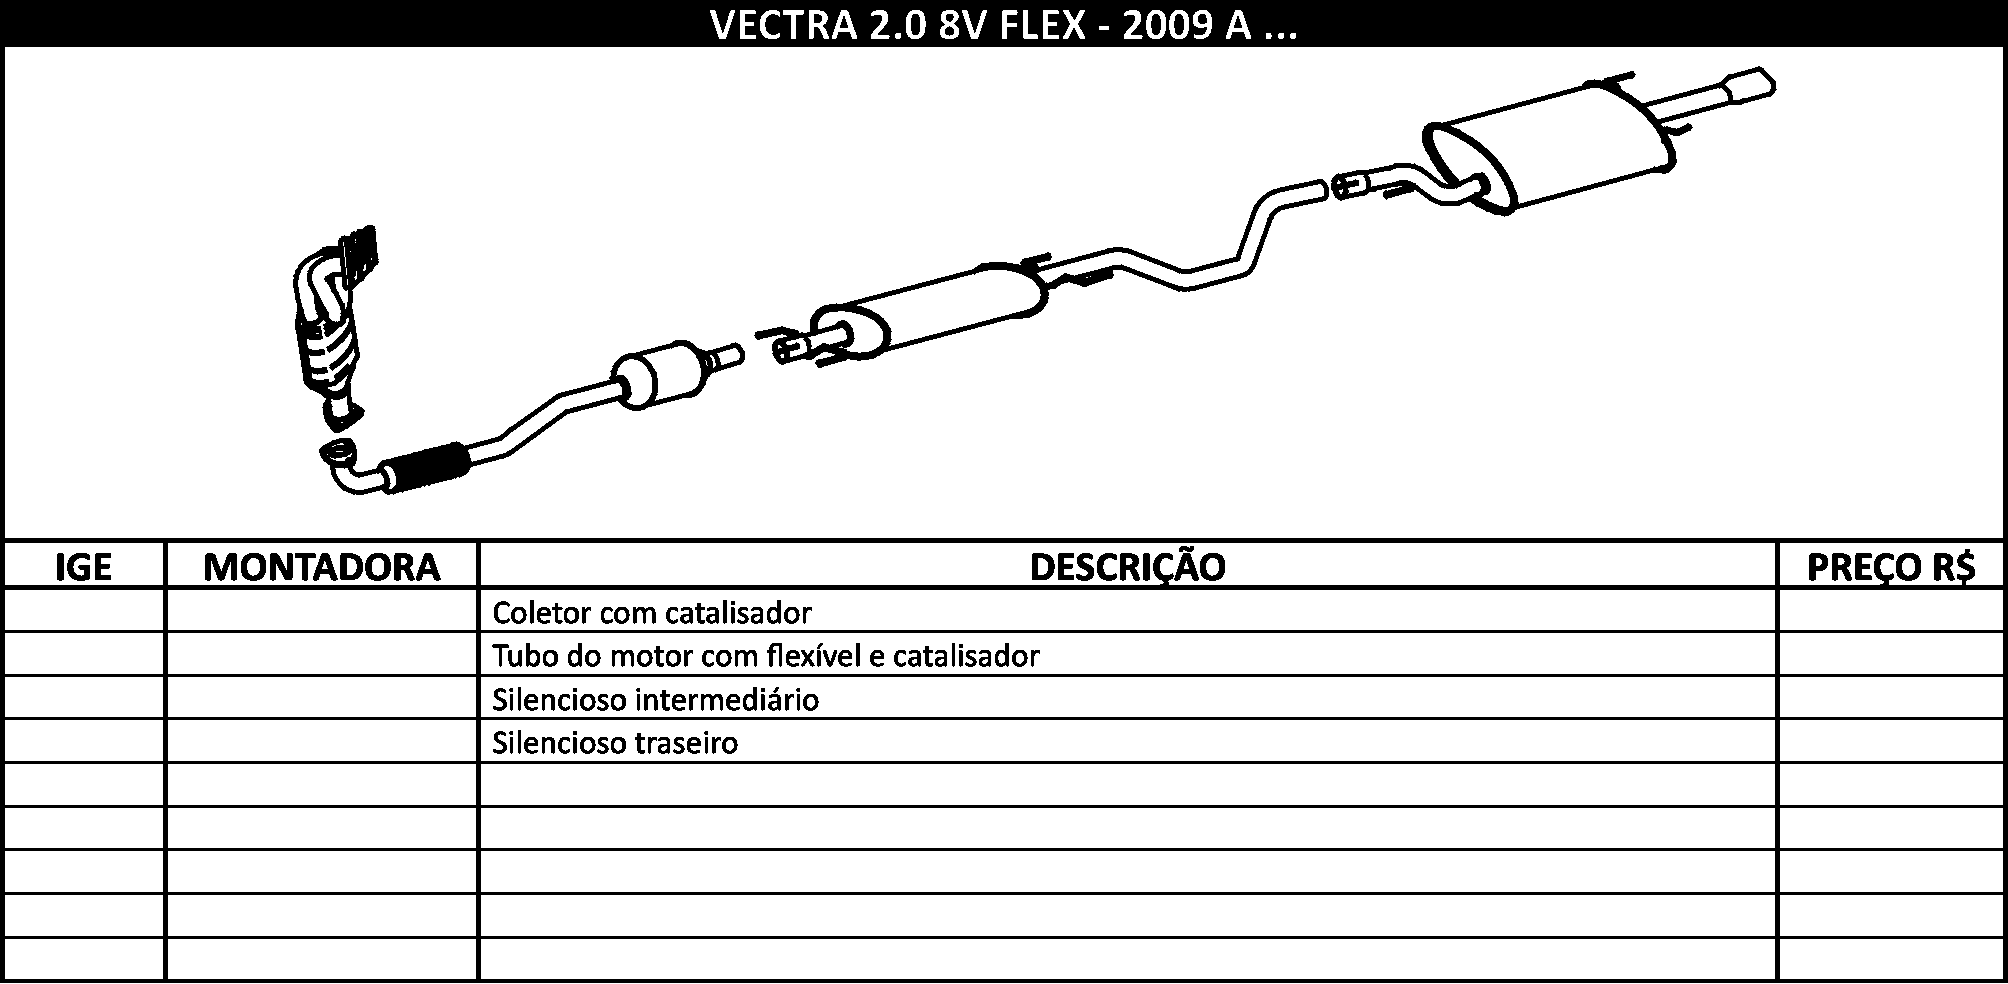 VECTRA 2.0 8V FLEX - 2009 A ...
IGE MONTADORA DESCRIÇÃO PREÇO R$
Coletor com catalisador
Tubo do motor com flexível e catalisador
Silencioso intermediário
Silencioso traseiro